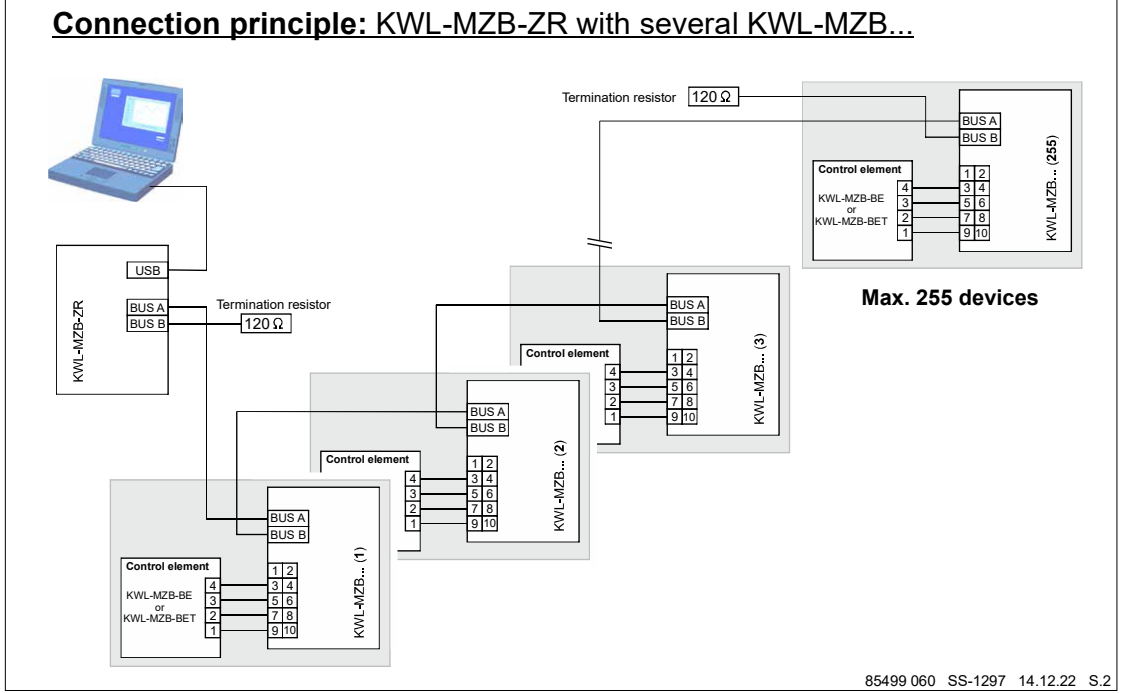 Connection principle: KWL-MZB-ZR with several KWL-MZB...
Termination resistor 120 Ω
BUS A
BUS B
Control element
KWL-MZB-BE
or
KWL-MZB-BET
4
3
2
1
1 2
3 4
5 6
7 8
9 10
KWL-MZB... (255)
Max. 255 devices
USB
BUS A
BUS B
KWL-MZB-ZR
Termination resistor
120 Ω
BUS A
BUS B
Control element
4
3
2
1
1 2
3 4
5 6
7 8
9 10
KWL-MZB... (3)
BUS A
BUS B
Control element
4
3
2
1
1 2
3 4
5 6
7 8
9 10
KWL-MZB... (2)
BUS A
BUS B
Control element
KWL-MZB-BE
or
KWL-MZB-BET
4
3
2
1
1 2
3 4
5 6
7 8
9 10
KWL-MZB... (1)
85499 060 SS-1297 14.12.22 S.2